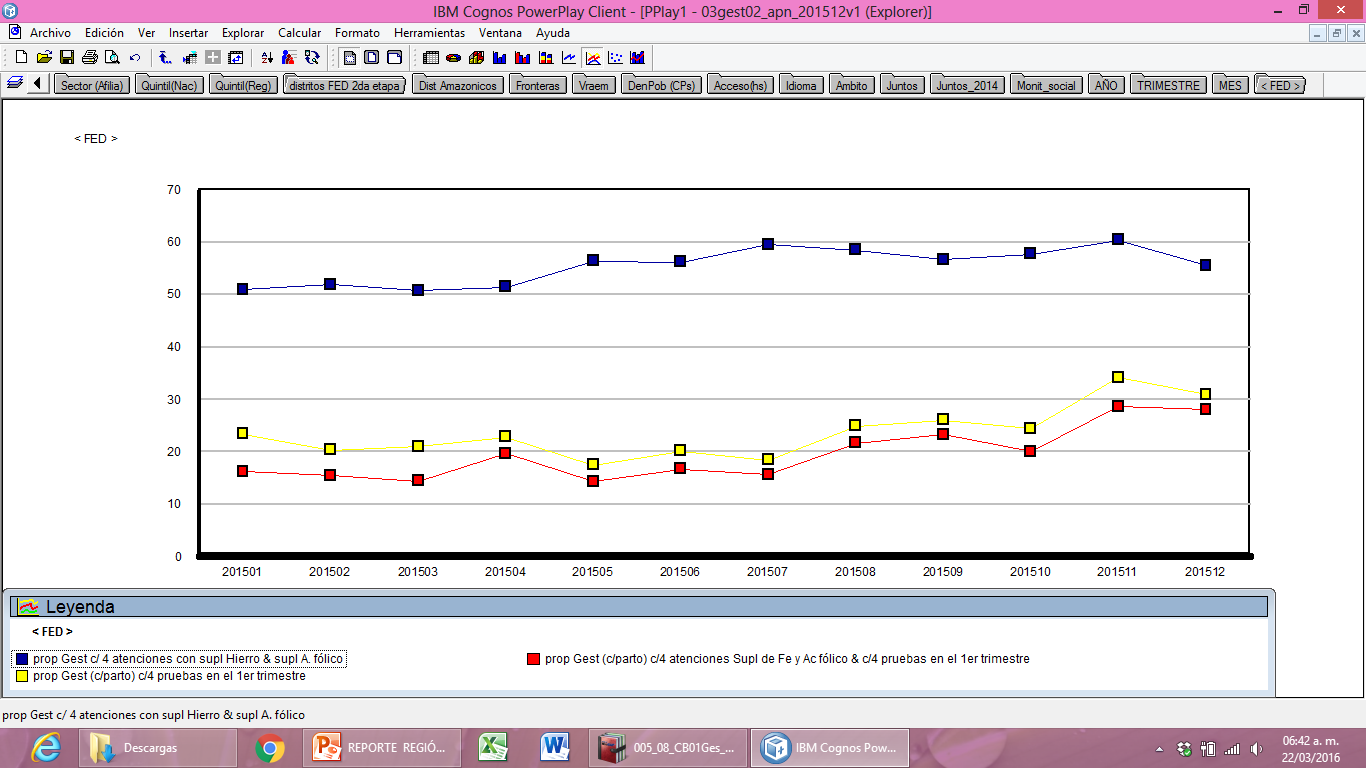 IBM Cognos PowerPlay Client - [PPlay1 - 03gest02_apn_201512v1 (Explorer)]
Archivo Edición Ver Insertar Explorar Calcular Formato Herramientas Ventana Ayuda
Sector (Afilia) Quintil(Nac) Quintil(Reg) distritos FED 2da etapa Dist Amazonicos Fronteras Vraem DenPob (CPs) Acceso(hs) Idioma Ambito Juntos Juntos_2014 Monit_social AÑO TRIMESTRE MES < FED >
< FED >
70
60
50
40
30
20
10
0
201501 201502 201503 201504 201505 201506 201507 201508 201509 201510 201511 201512
Leyenda
< FED >
prop Gest c/ 4 atenciones con supl Hierro & supl A. fólico prop Gest (c/parto) c/4 atenciones Supl de Fe y Ac fólico & c/4 pruebas en el 1er trimestre
prop Gest (c/parto) c/4 pruebas en el 1er trimestre
prop Gest c/ 4 atenciones con supl Hierro & supl A. fólico
Descargas REPORTE REGIÓ... 005_08_CB01Ges_... IBM Cognos Pow... 06:42 a. m.
22/03/2016